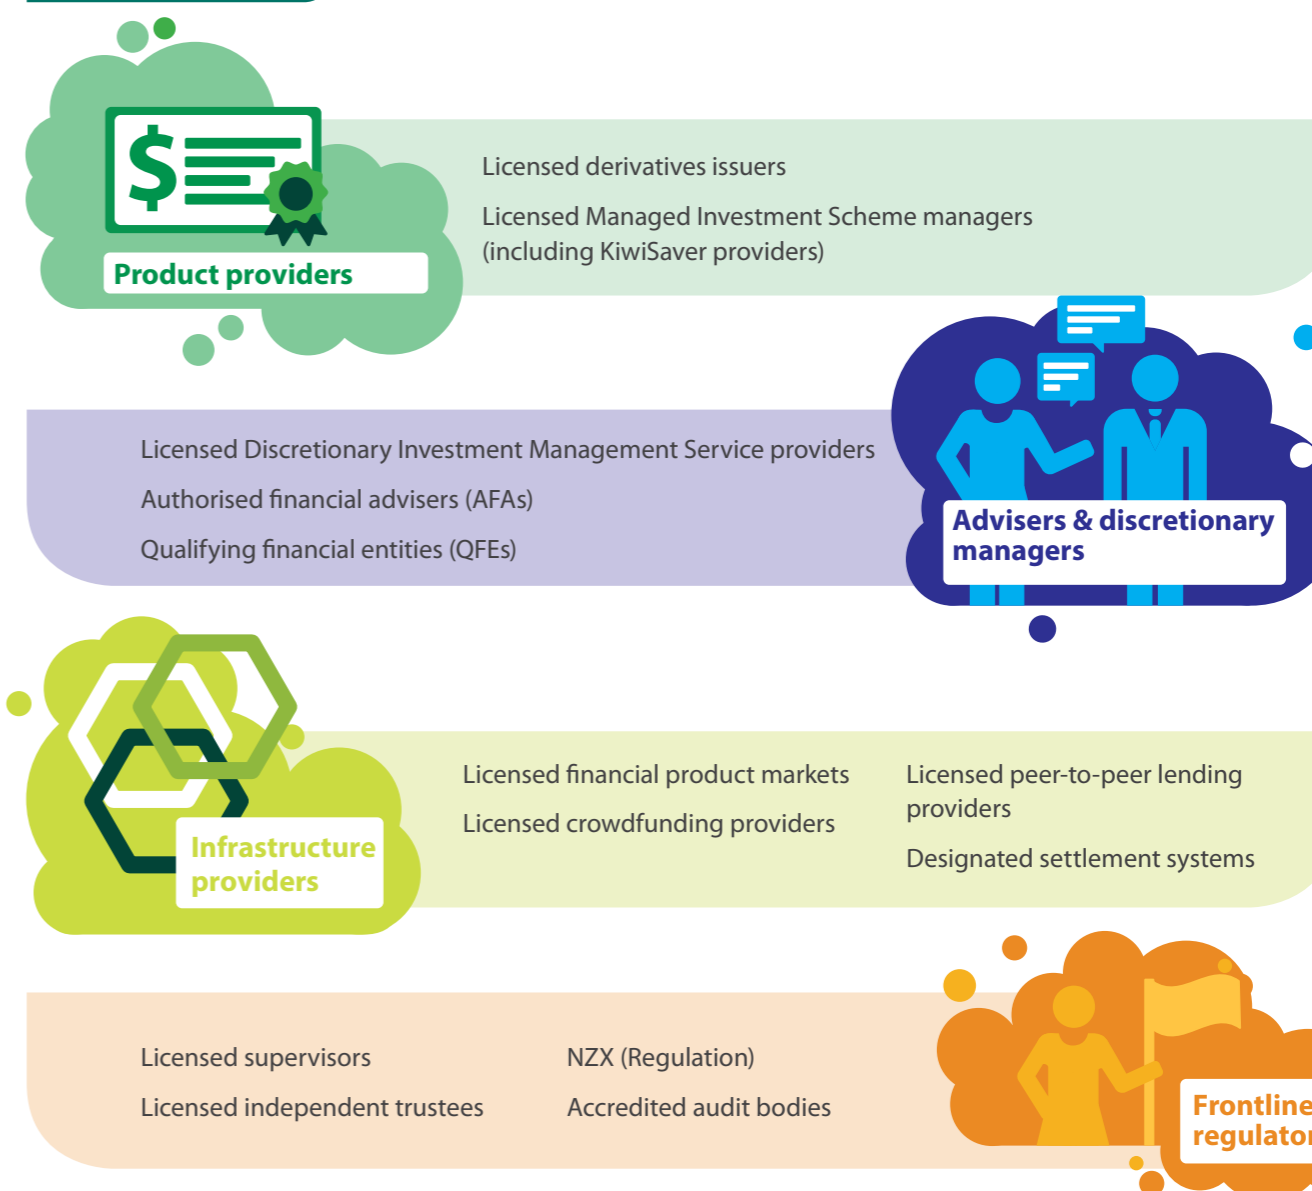 $
Product providers
Licensed derivatives issuers
Licensed Managed Investment Scheme managers
(including KiwiSaver providers)
Licensed Discretionary Investment Management Service providers
Authorised financial advisers (AFAs)
Qualifying financial entities (QFEs)
Advisers & discretionary
managers
Infrastructure
providers
Licensed financial product markets
Licensed crowdfunding providers
Licensed peer-to-peer lending
providers
Designated settlement systems
Licensed supervisors
Licensed independent trustees
NZX (Regulation)
Accredited audit bodies
Frontline
regulator